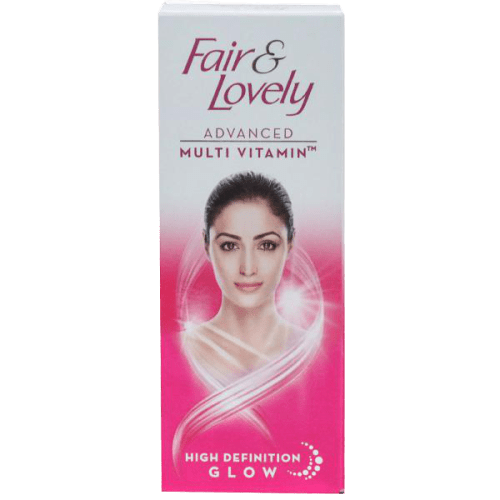 Fair &
Lovely
ADVANCED
MULTI VITAMIN™
HIGH DEFINITION
GLOW